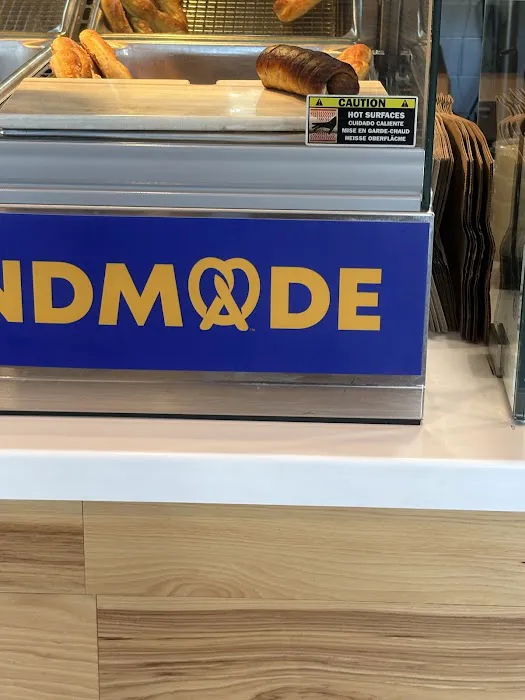 CAUTION
HOT SURFACES
CUIDADO CALIENTE
MISE EN GARDE-CHAUD
HEISSE OBERFLÄCHE
NDMADE